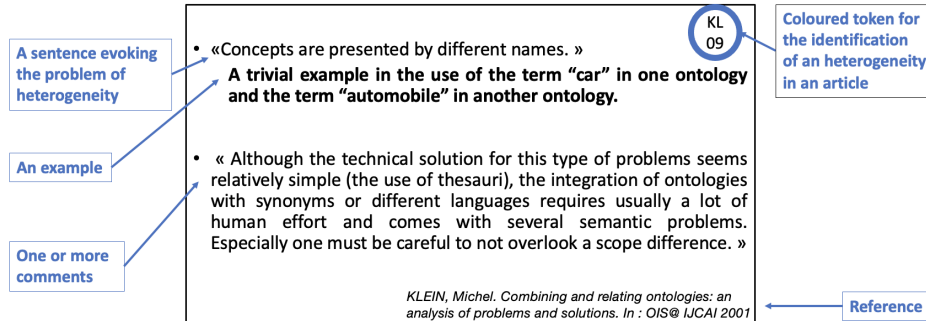 KL
09
Coloured token for
the identification
of an heterogeneity
in an article
A sentence evoking
the problem of
heterogeneity
• «Concepts are presented by different names. »
A trivial example in the use of the term “car” in one ontology
and the term “automobile” in another ontology.
An example
• « Although the technical solution for this type of problems seems
relatively simple (the use of thesauri), the integration of ontologies
with synonyms or different languages requires usually a lot of
human effort and comes with several semantic problems.
Especially one must be careful to not overlook a scope difference. »
One or more
comments
KLEIN, Michel. Combining and relating ontologies: an
analysis of problems and solutions. In : OIS@ IJCAI 2001
Reference